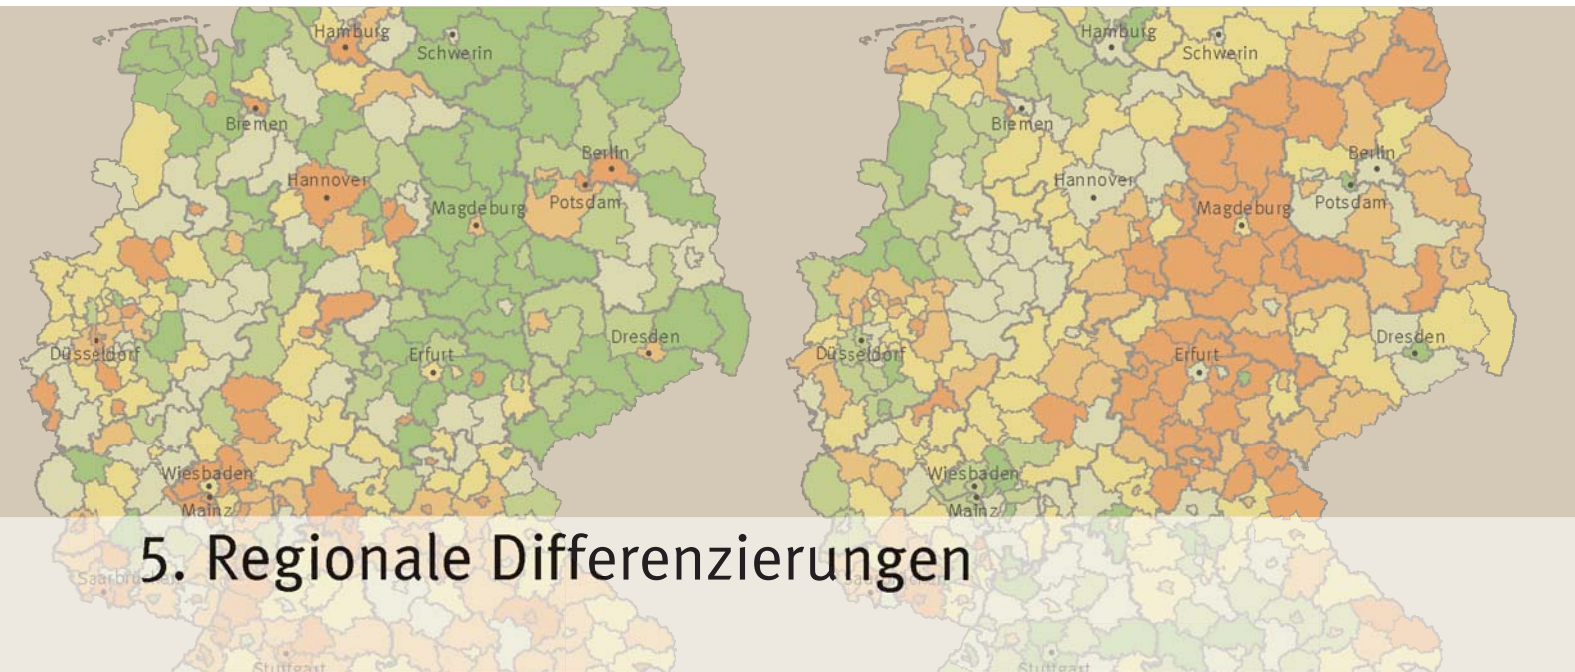 Hamburg
Schwerin
Bremen
Berlin
Hannover
Magdeburg
Potsdam
Düsseldorf
Erfurt
Dresden
Wiesbaden
Mainz
Hamburg
Schwerin
Bremen
Berlin
Hannover
Magdeburg
Potsdam
Düsseldorf
Erfurt
Dresden
Wiesbaden
Mainz
5. Regionale Differenzierungen
Stuttgart
Stuttgart